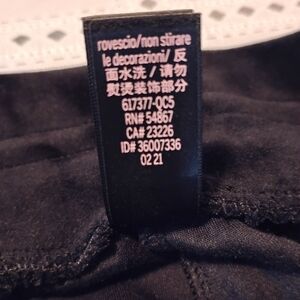 rovescio/non stirare
le decorazioni/ 反
面水洗 / 请勿
熨烫装饰部分
617377-QC5
RN# 54867
CA# 23226
ID# 36007336
02 21